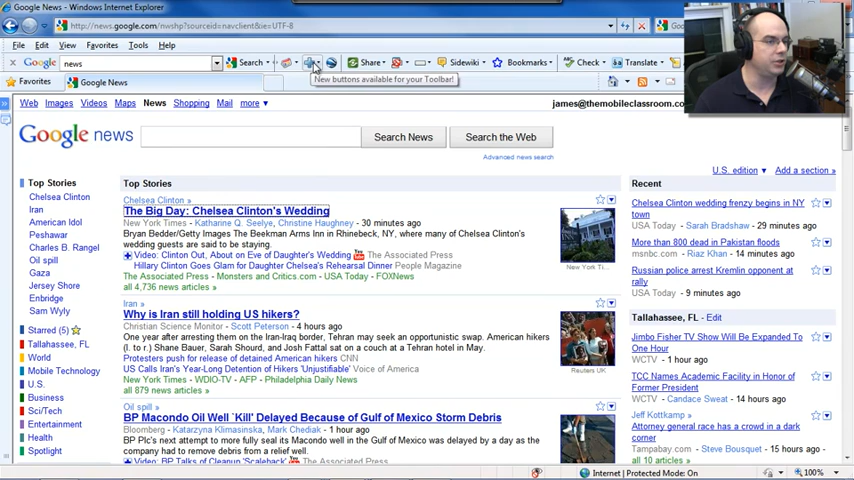 Google News - Windows Internet Explorer
http://news.google.com/nwshp?sourceid=navclient&ie=UTF-8
Google
File Edit View Favorites Tools Help
Google news Search Share Sidewiki Bookmarks Check Translate
New buttons available for your Toolbar!
Favorites Google News
Web Images Videos Maps News Shopping Mail more
james@themobileclassroom
Google news
Search News Search the Web
Advanced news search
U.S. edition Add a section »
Top Stories
Chelsea Clinton
Iran
American Idol
Peshawar
Charles B. Rangel
Oil spill
Gaza
Jersey Shore
Enbridge
Sam Wyly
Starred (5)
Tallahassee, FL
World
Mobile Technology
U.S.
Business
Sci/Tech
Entertainment
Health
Spotlight
Top Stories
Chelsea Clinton »
The Big Day: Chelsea Clinton's Wedding
New York Times - Katharine Q. Seelye, Christine Haughney - 30 minutes ago
Bryan Bedder/Getty Images The Beekman Arms Inn in Rhinebeck, NY, where many of Clinton's
wedding guests are said to be staying.
Video: Clinton Out, About on Eve of Daughter's Wedding You Tube The Associated Press
Hillary Clinton Goes Glam for Daughter Chelsea's Rehearsal Dinner People Magazine
The Associated Press - Monsters and Critics.com - USA Today - FOXNews
all 4,736 news articles »
New York Ti...
Iran »
Why is Iran still holding US hikers?
Christian Science Monitor - Scott Peterson - 4 hours ago
One year after arresting them on the Iran-Iraq border, Tehran may seek an opportunistic swap. American hikers
(l. to r.) Shane Bauer, Sarah Shourd, and Josh Fattal sat on a couch at a Tehran hotel in May.
Protesters push for release of detained American hikers CNN
US Calls Iran's Year-Long Detention of Hikers 'Unjustifiable' Voice of America
New York Times - WDIO-TV - AFP - Philadelphia Daily News
all 879 news articles »
Reuters UK
Oil spill »
BP Macondo Oil Well `Kill' Delayed Because of Gulf of Mexico Storm Debris
Bloomberg - Katarzyna Klimasinska, Mark Chediak - 1 hour ago
BP Plc's next attempt to more fully seal its Macondo well in the Gulf of Mexico was delayed by a day as the
company had to remove debris from a relief well.
Video: BP Talks of Cleanup 'Scaleback' The Associated Press
Recent
Chelsea Clinton wedding frenzy begins in NY
town
USA Today - Sarah Bradshaw - 29 minutes ago
More than 800 dead in Pakistan floods
msnbc.com - Riaz Khan - 14 minutes ago
Russian police arrest Kremlin opponent at
rally
USA Today - 9 minutes ago
Tallahassee, FL - Edit
Jimbo Fisher TV Show Will Be Expanded To
One Hour
WCTV - 1 hour ago
TCC Names Academic Facility in Honor of
Former President
WCTV - Candace Sweat - 14 hours ago
Jeff Kottkamp »
Attorney general race has a crowd in a dark
corner
Tampabay.com - Steve Bousquet - 15 hours ago
all 10 articles »
Internet | Protected Mode: On 100%